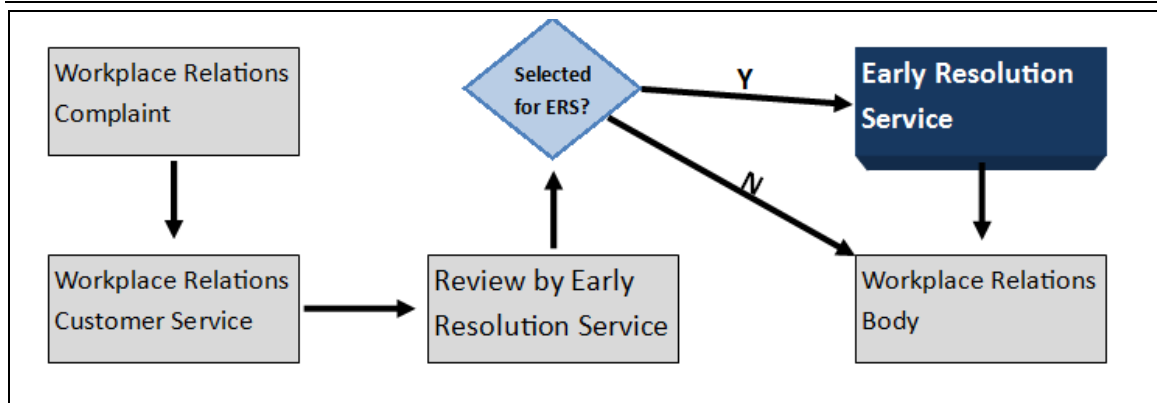 Workplace Relations
Complaint
Workplace Relations
Customer Service
Review by Early
Resolution Service
Selected
for ERS?
Y
N
Early Resolution
Service
Workplace Relations
Body